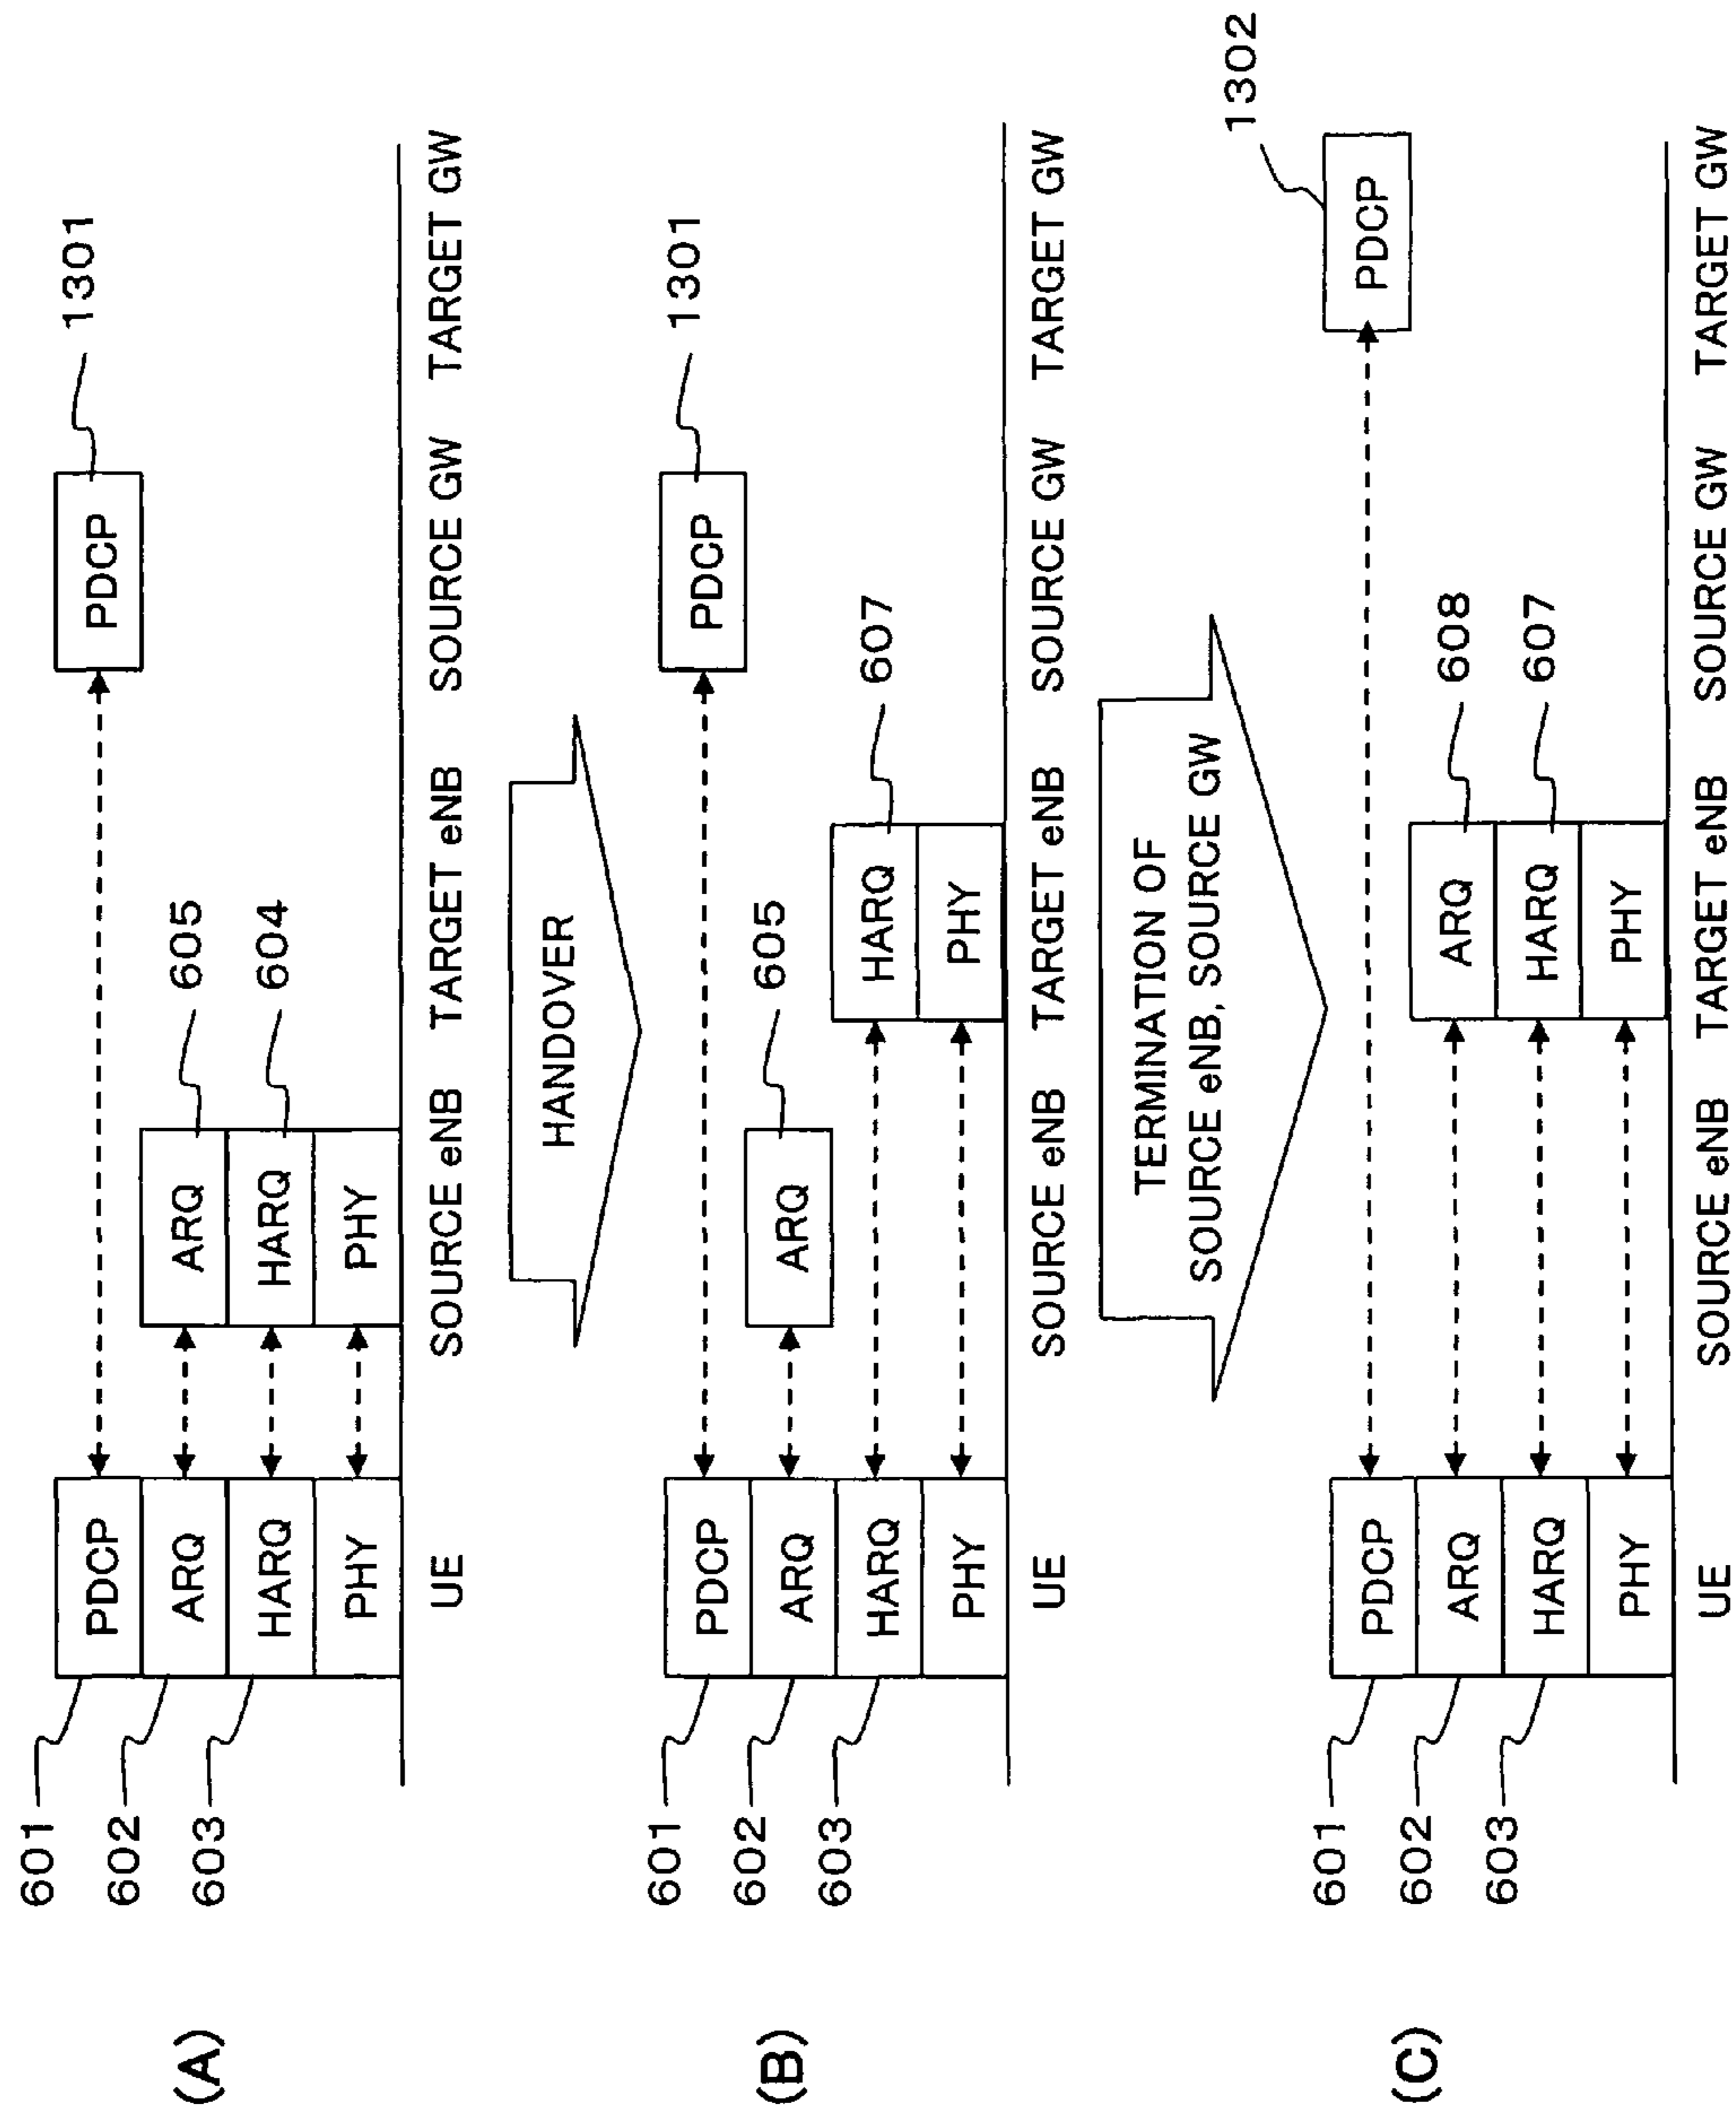 (A)
1301
PDCP
PDCP
601
605
ARQ
ARQ
602
604
HARQ
HARQ
603
PHY
PHY
UE SOURCE eNB TARGET eNB SOURCE GW TARGET GW
HANDOVER
(B)
1301
PDCP
PDCP
601
605
ARQ
ARQ
602
607
HARQ
HARQ
603
PHY
PHY
UE SOURCE eNB TARGET eNB SOURCE GW TARGET GW
TERMINATION OF
SOURCE eNB, SOURCE GW
(C)
1302
PDCP
PDCP
601
608
ARQ
ARQ
602
607
HARQ
HARQ
603
PHY
PHY
UE SOURCE eNB TARGET eNB SOURCE GW TARGET GW